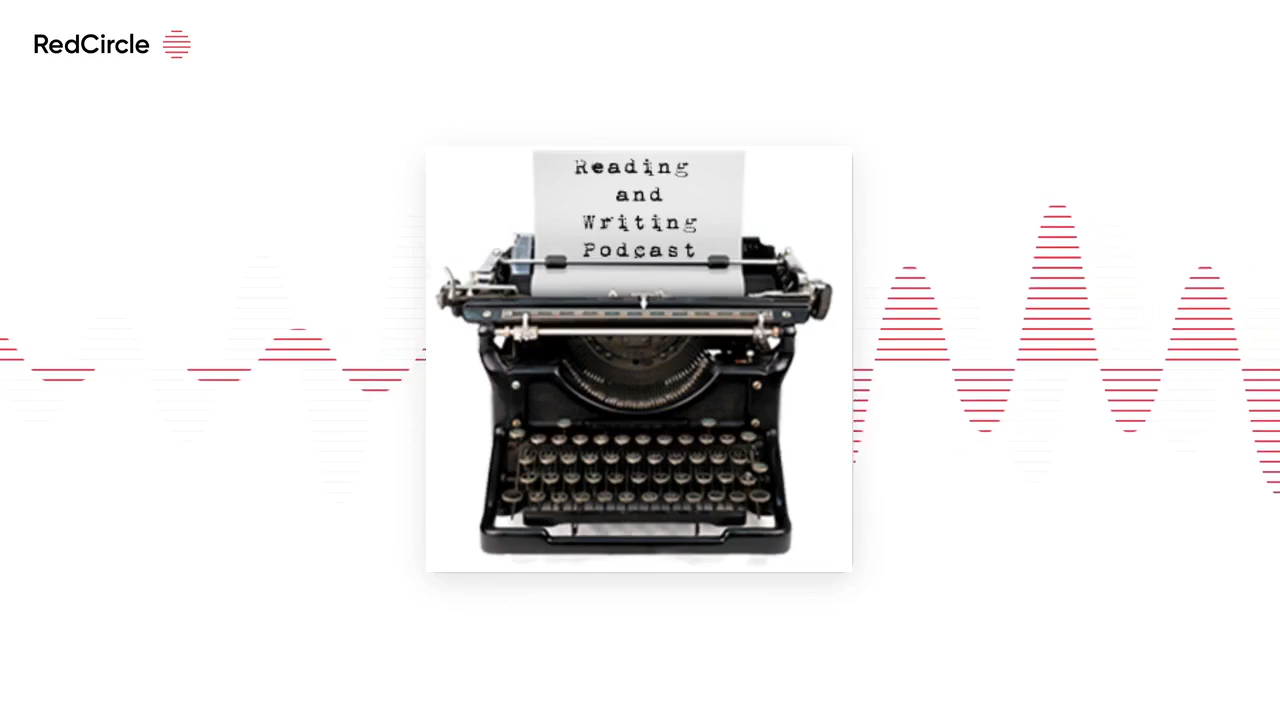 RedCircle
Reading
and
Writing
Podcast